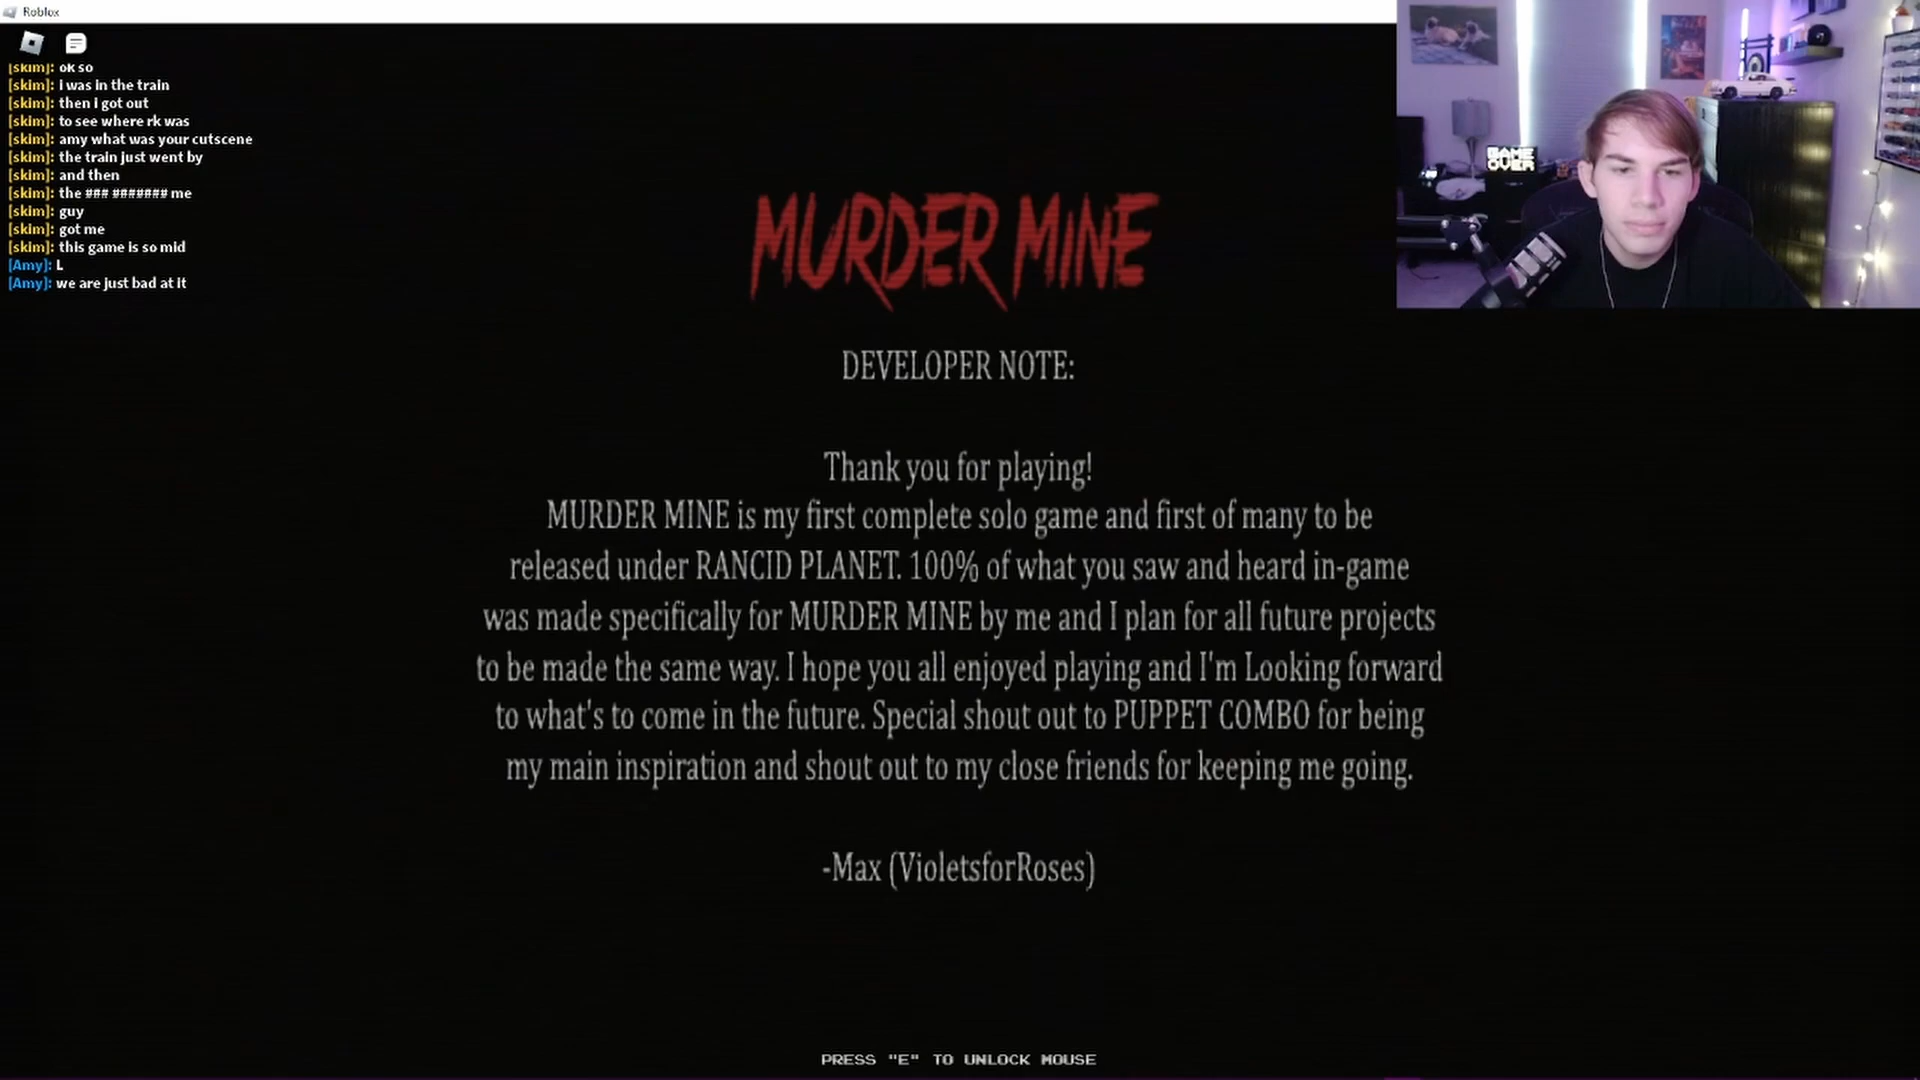 Roblox
[skim]: ok so
[skim]: i was in the train
[skim]: then i got out
[skim]: to see where rk was
[skim]: amy what was your cutscene
[skim]: the train just went by
[skim]: and then
[skim]: the ### ####### me
[skim]: guy
[skim]: got me
[skim]: this game is so mid
[Amy]: L
[Amy]: we are just bad at it
GAME
OVER
MURDER MINE
DEVELOPER NOTE:
Thank you for playing!
MURDER MINE is my first complete solo game and first of many to be
released under RANCID PLANET. 100% of what you saw and heard in-game
was made specifically for MURDER MINE by me and I plan for all future projects
to be made the same way. I hope you all enjoyed playing and I'm Looking forward
to what's to come in the future. Special shout out to PUPPET COMBO for being
my main inspiration and shout out to my close friends for keeping me going.
-Max (VioletsforRoses)
PRESS "E" TO UNLOCK MOUSE